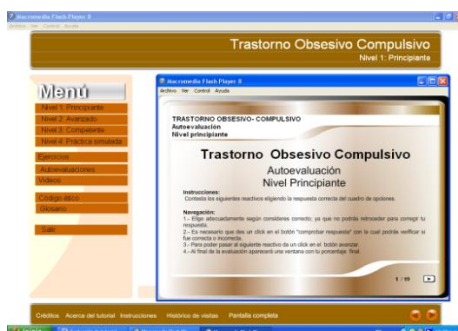 Macromedia Flash Player 8
Archivo Ver Control Ayuda
Trastorno Obsesivo Compulsivo
Nivel 1: Principiante
Menú
Nivel 1: Principiante
Nivel 2: Avanzado
Nivel 3: Competente
Nivel 4: Práctica simulada
Ejercicios
Autoevaluaciones
Videos
Código ético
Glosario
Salir
Macromedia Flash Player 8
Archivo Ver Control Ayuda
TRASTORNO OBSESIVO- COMPULSIVO
Autoevaluación
Nivel principiante
Trastorno Obsesivo Compulsivo
Autoevaluación
Nivel Principiante
Instrucciones:
Contesta los siguientes reactivos eligiendo la respuesta correcta del cuadro de opciones.
Navegación:
1.- Elige adecuadamente según consideres correcto; ya que no podrás retroceder para corregir tu
respuesta.
2.- Es necesario que des un click en el botón "comprobar respuesta" con la cual podrás verificar si
fue correcta o incorrecta.
3.- Para poder pasar al siguiente reactivo da un click en el botón avanzar.
4.- Al final de la evaluación aparecerá una ventana con tu porcentaje final.
Créditos Acerca del tutorial Instrucciones Histórico de visitas Pantalla completa